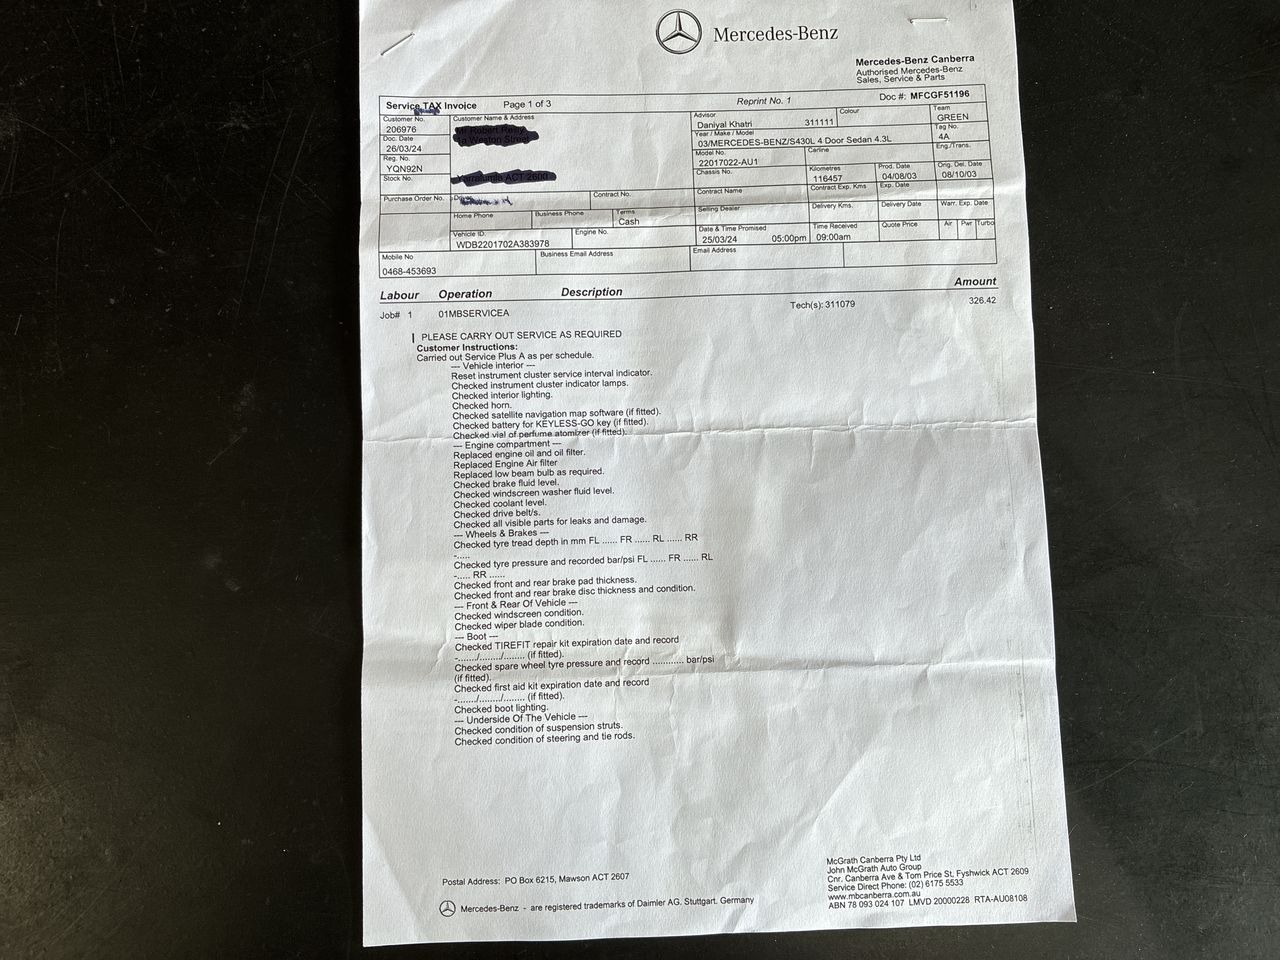 Mercedes-Benz
Mercedes-Benz Canberra
Authorised Mercedes-Benz
Sales, Service & Parts
Service TAX Invoice Page 1 of 3 Reprint No. 1 Doc #: MFCGF51196
Customer No. Customer Name & Address Advisor Colour Team
206976 Daniyal Khatri 311111 GREEN
Doc. Date Year / Make / Model Tag No.
26/03/24 03/MERCEDES-BENZ/S430L 4 Door Sedan 4.3L 4A
Reg. No. Model No. Carline Eng./Trans.
YQN92N 22017022-AU1
Stock No. Chassis No. Kilometres Prod. Date Orig. Del. Date
116457 04/08/03 08/10/03
Purchase Order No. Contract No. Contract Name Contract Exp. Kms Exp. Date
Home Phone Business Phone Terms Selling Dealer Delivery Kms. Delivery Date Warr. Exp. Date
Cash
Vehicle ID. Engine No. Date & Time Promised Time Received Quote Price Air Pwr Turbo
WDB2201702A383978 25/03/24 05:00pm 09:00am
Mobile No Business Email Address Email Address
0468-453693
Labour Operation Description Amount
Job# 1 01MBSERVICEA Tech(s): 311079 326.42
PLEASE CARRY OUT SERVICE AS REQUIRED
Customer Instructions:
Carried out Service Plus A as per schedule.
--- Vehicle interior ---
Reset instrument cluster service interval indicator.
Checked instrument cluster indicator lamps.
Checked interior lighting.
Checked horn.
Checked satellite navigation map software (if fitted).
Checked battery for KEYLESS-GO key (if fitted).
Checked vial of perfume atomizer (if fitted).
--- Engine compartment ---
Replaced engine oil and oil filter.
Replaced Engine Air filter
Replaced low beam bulb as required.
Checked brake fluid level.
Checked windscreen washer fluid level.
Checked coolant level.
Checked drive belt/s.
Checked all visible parts for leaks and damage.
--- Wheels & Brakes ---
Checked tyre tread depth in mm FL ...... FR ...... RL ...... RR
-.....
Checked tyre pressure and recorded bar/psi FL ...... FR ...... RL
-..... RR ......
Checked front and rear brake pad thickness.
Checked front and rear brake disc thickness and condition.
--- Front & Rear Of Vehicle ---
Checked windscreen condition.
Checked wiper blade condition.
--- Boot ---
Checked TIREFIT repair kit expiration date and record
-......./......../........ (if fitted).
Checked spare wheel tyre pressure and record ............ bar/psi
(if fitted).
Checked first aid kit expiration date and record
-......./......../........ (if fitted).
Checked boot lighting.
--- Underside Of The Vehicle ---
Checked condition of suspension struts.
Checked condition of steering and tie rods.
Postal Address: PO Box 6215, Mawson ACT 2607
McGrath Canberra Pty Ltd
John McGrath Auto Group
Cnr. Canberra Ave & Tom Price St, Fyshwick ACT 2609
Service Direct Phone: (02) 6175 5533
www.mbcanberra.com.au
ABN 78 093 024 107 LMVD 20000228 RTA-AU08108
Mercedes-Benz - are registered trademarks of Daimler AG. Stuttgart. Germany